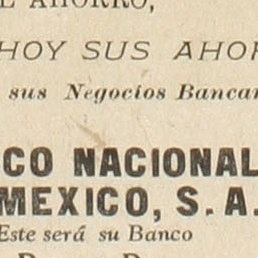 AHORRO,
HOY SUS AHOR
sus Negocios Bancar
CO NACIONAL
MEXICO, S. A.
Este será su Banco